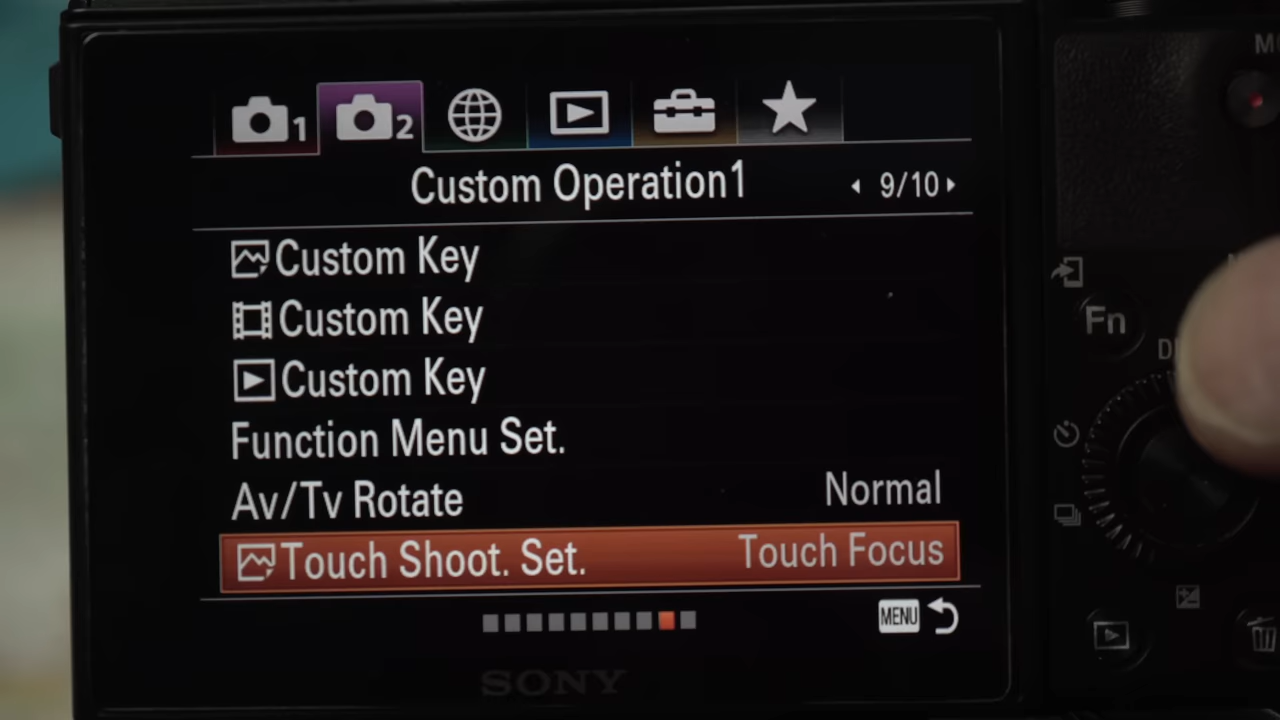 1
2
Custom Operation1
9/10
Custom Key
Custom Key
Custom Key
Function Menu Set.
Av/Tv Rotate Normal
Touch Shoot. Set. Touch Focus
MENU
SONY
Fn